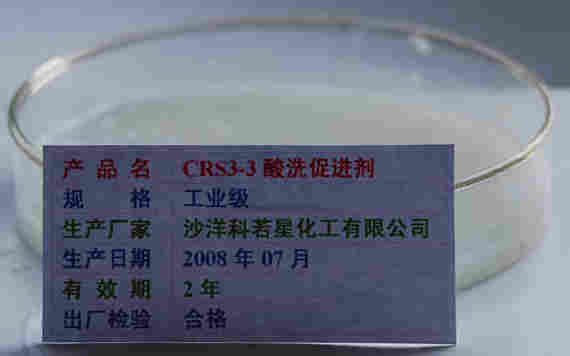 产品名 CRS3-3 酸洗促进剂
规格 工业级
生产厂家 沙洋科若星化工有限公司
生产日期 2008 年 07 月
有效期 2 年
出厂检验 合格